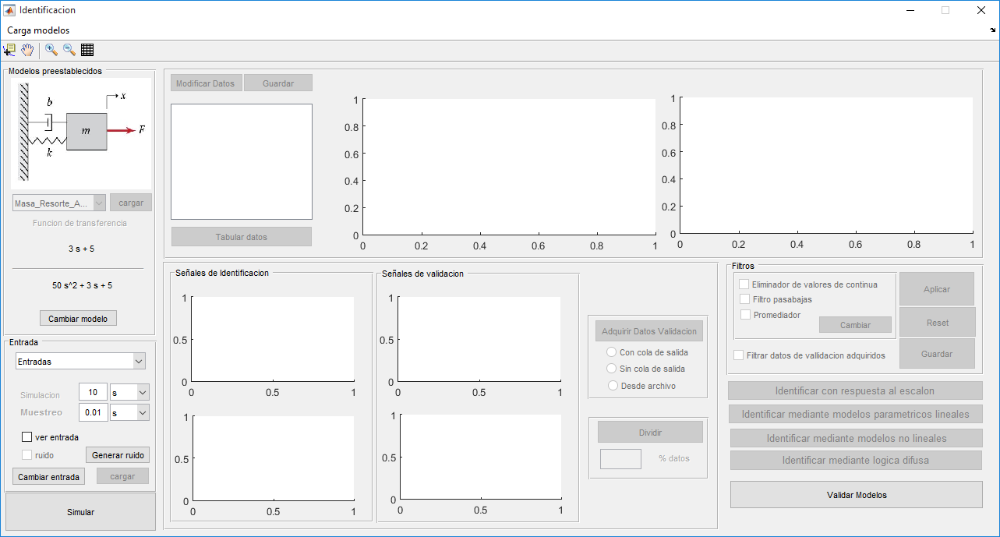 Identificacion
Carga modelos
Modelos preestablecidos
b
x
m
F
k
Masa_Resorte_A...
cargar
Funcion de transferencia
3 s + 5
50 s^2 + 3 s + 5
Cambiar modelo
Entrada
Entradas
Simulacion 10 s
Muestreo 0.01 s
ver entrada
ruido Generar ruido
Cambiar entrada cargar
Simular
Modificar Datos Guardar
Tabular datos
1
0.8
0.6
0.4
0.2
0
0 0.2 0.4 0.6 0.8 1
1
0.8
0.6
0.4
0.2
0
0 0.2 0.4 0.6 0.8 1
Señales de Identificacion
1
0.5
0
0 0.5 1
1
0.5
0
0 0.5 1
Señales de validacion
1
0.5
0
0 0.5 1
1
0.5
0
0 0.5 1
Adquirir Datos Validacion
Con cola de salida
Sin cola de salida
Desde archivo
Dividir
% datos
Filtros
Eliminador de valores de continua
Filtro pasabajas
Promediador
Cambiar
Aplicar
Reset
Guardar
Filtrar datos de vallidacion adquiridos
Identificar con respuesta al escalon
Identificar mediante modelos parametricos lineales
Identificar mediante modelos no lineales
Identificar mediante logica difusa
Validar Modelos